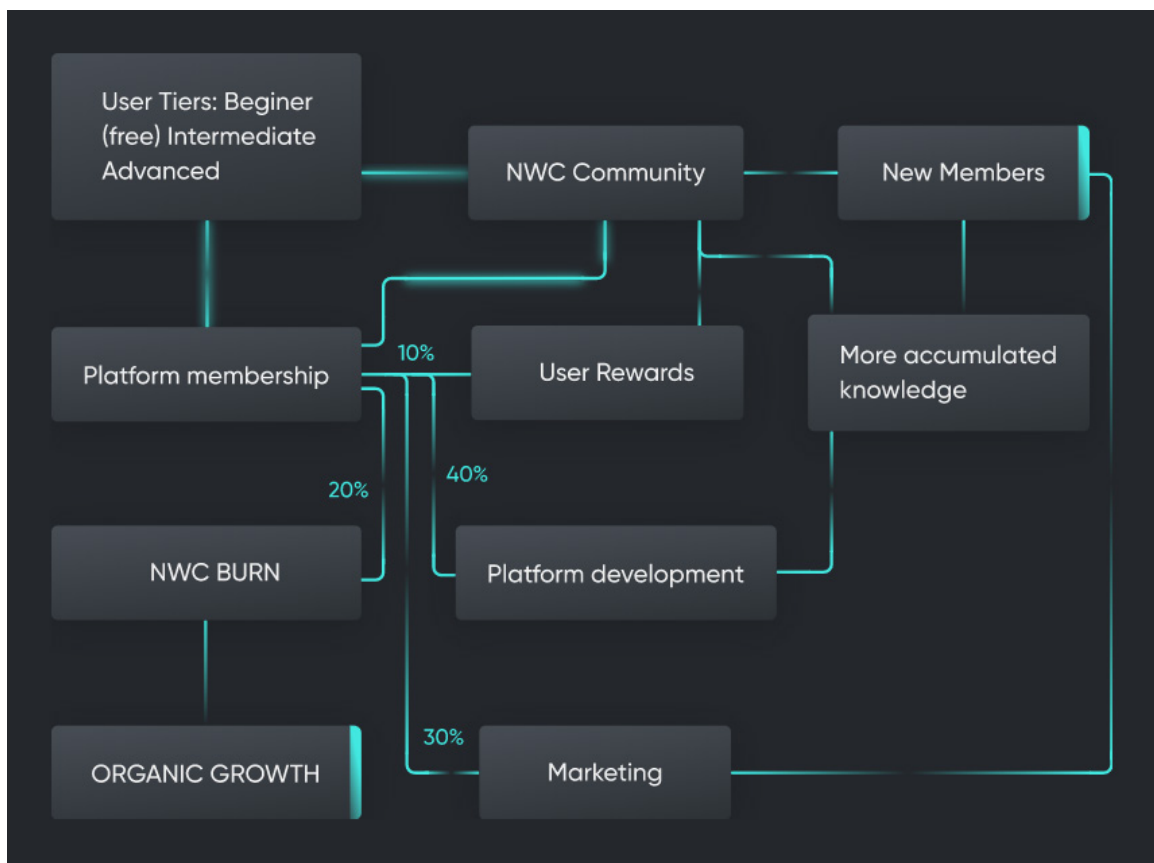 User Tiers: Beginer
(free) Intermediate
Advanced
NWC Community
New Members
Platform membership
10%
User Rewards
More accumulated
knowledge
20%
40%
NWC BURN
Platform development
ORGANIC GROWTH
30%
Marketing